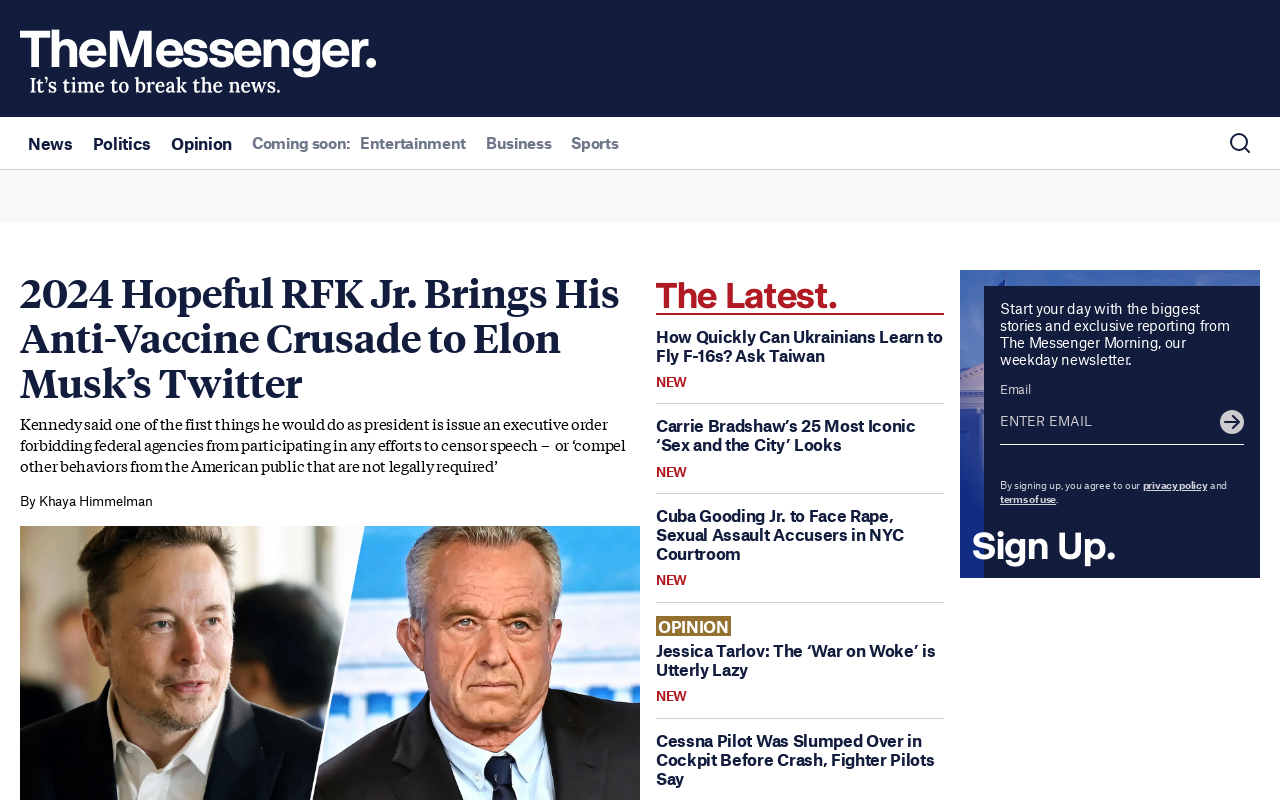 TheMessenger.
It's time to break the news.
News
Politics
Opinion
Coming soon:
Entertainment
Business
Sports
2024 Hopeful RFK Jr. Brings His
Anti-Vaccine Crusade to Elon
Musk’s Twitter
Kennedy said one of the first things he would do as president is issue an executive order
forbidding federal agencies from participating in any efforts to censor speech – or ‘compel
other behaviors from the American public that are not legally required’
By Khaya Himmelman
The Latest.
How Quickly Can Ukrainians Learn to
Fly F-16s? Ask Taiwan
NEW
Carrie Bradshaw’s 25 Most Iconic
‘Sex and the City’ Looks
NEW
Cuba Gooding Jr. to Face Rape,
Sexual Assault Accusers in NYC
Courtroom
NEW
OPINION
Jessica Tarlov: The ‘War on Woke’ is
Utterly Lazy
NEW
Cessna Pilot Was Slumped Over in
Cockpit Before Crash, Fighter Pilots
Say
Start your day with the biggest
stories and exclusive reporting from
The Messenger Morning, our
weekday newsletter.
Email
ENTER EMAIL
By signing up, you agree to our privacy policy and
terms of use.
Sign Up.